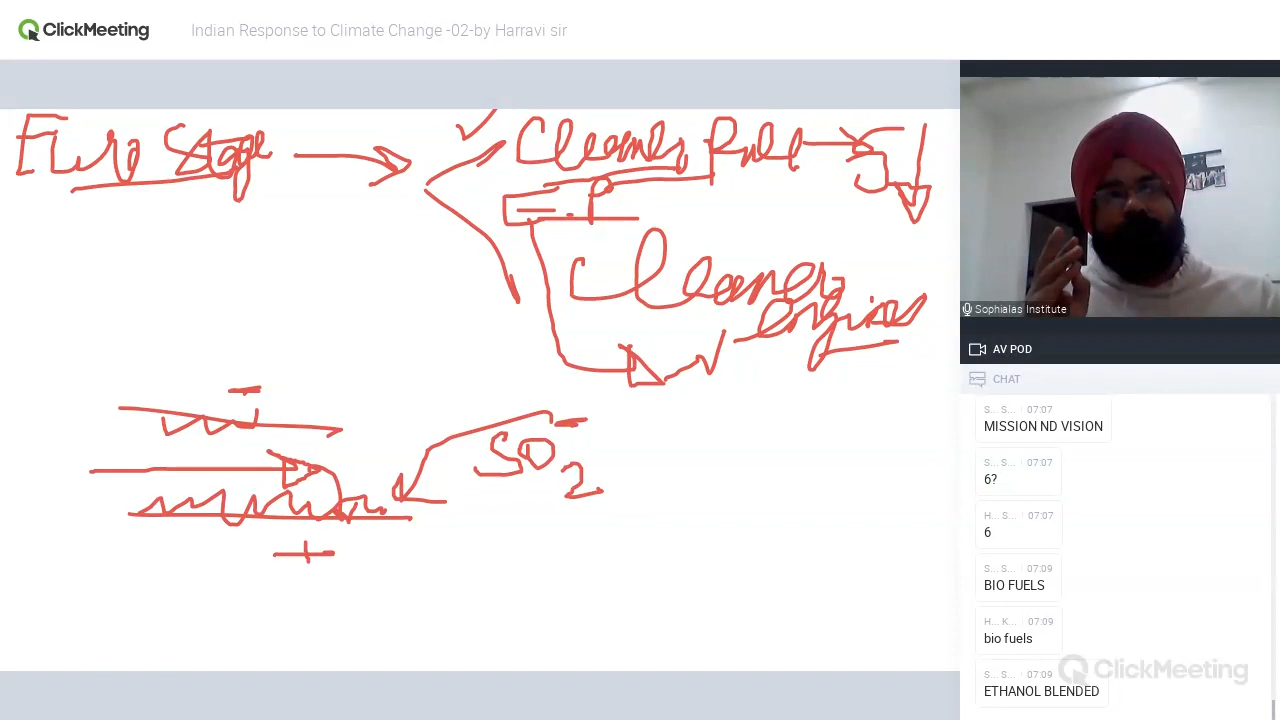 ClickMeeting
Indian Response to Climate Change -02-by Harravi sir
Euro Stage
Cleaner Fuel
S
Cleaner
engines
SO2
Sophialas Institute
AV POD
CHAT
S... S... 07:07
MISSION ND VISION
S... S... 07:07
6?
H... S... 07:07
6
S... S... 07:09
BIO FUELS
H... K... 07:09
bio fuels
S... S... 07:09
ETHANOL BLENDED
ClickMeeting